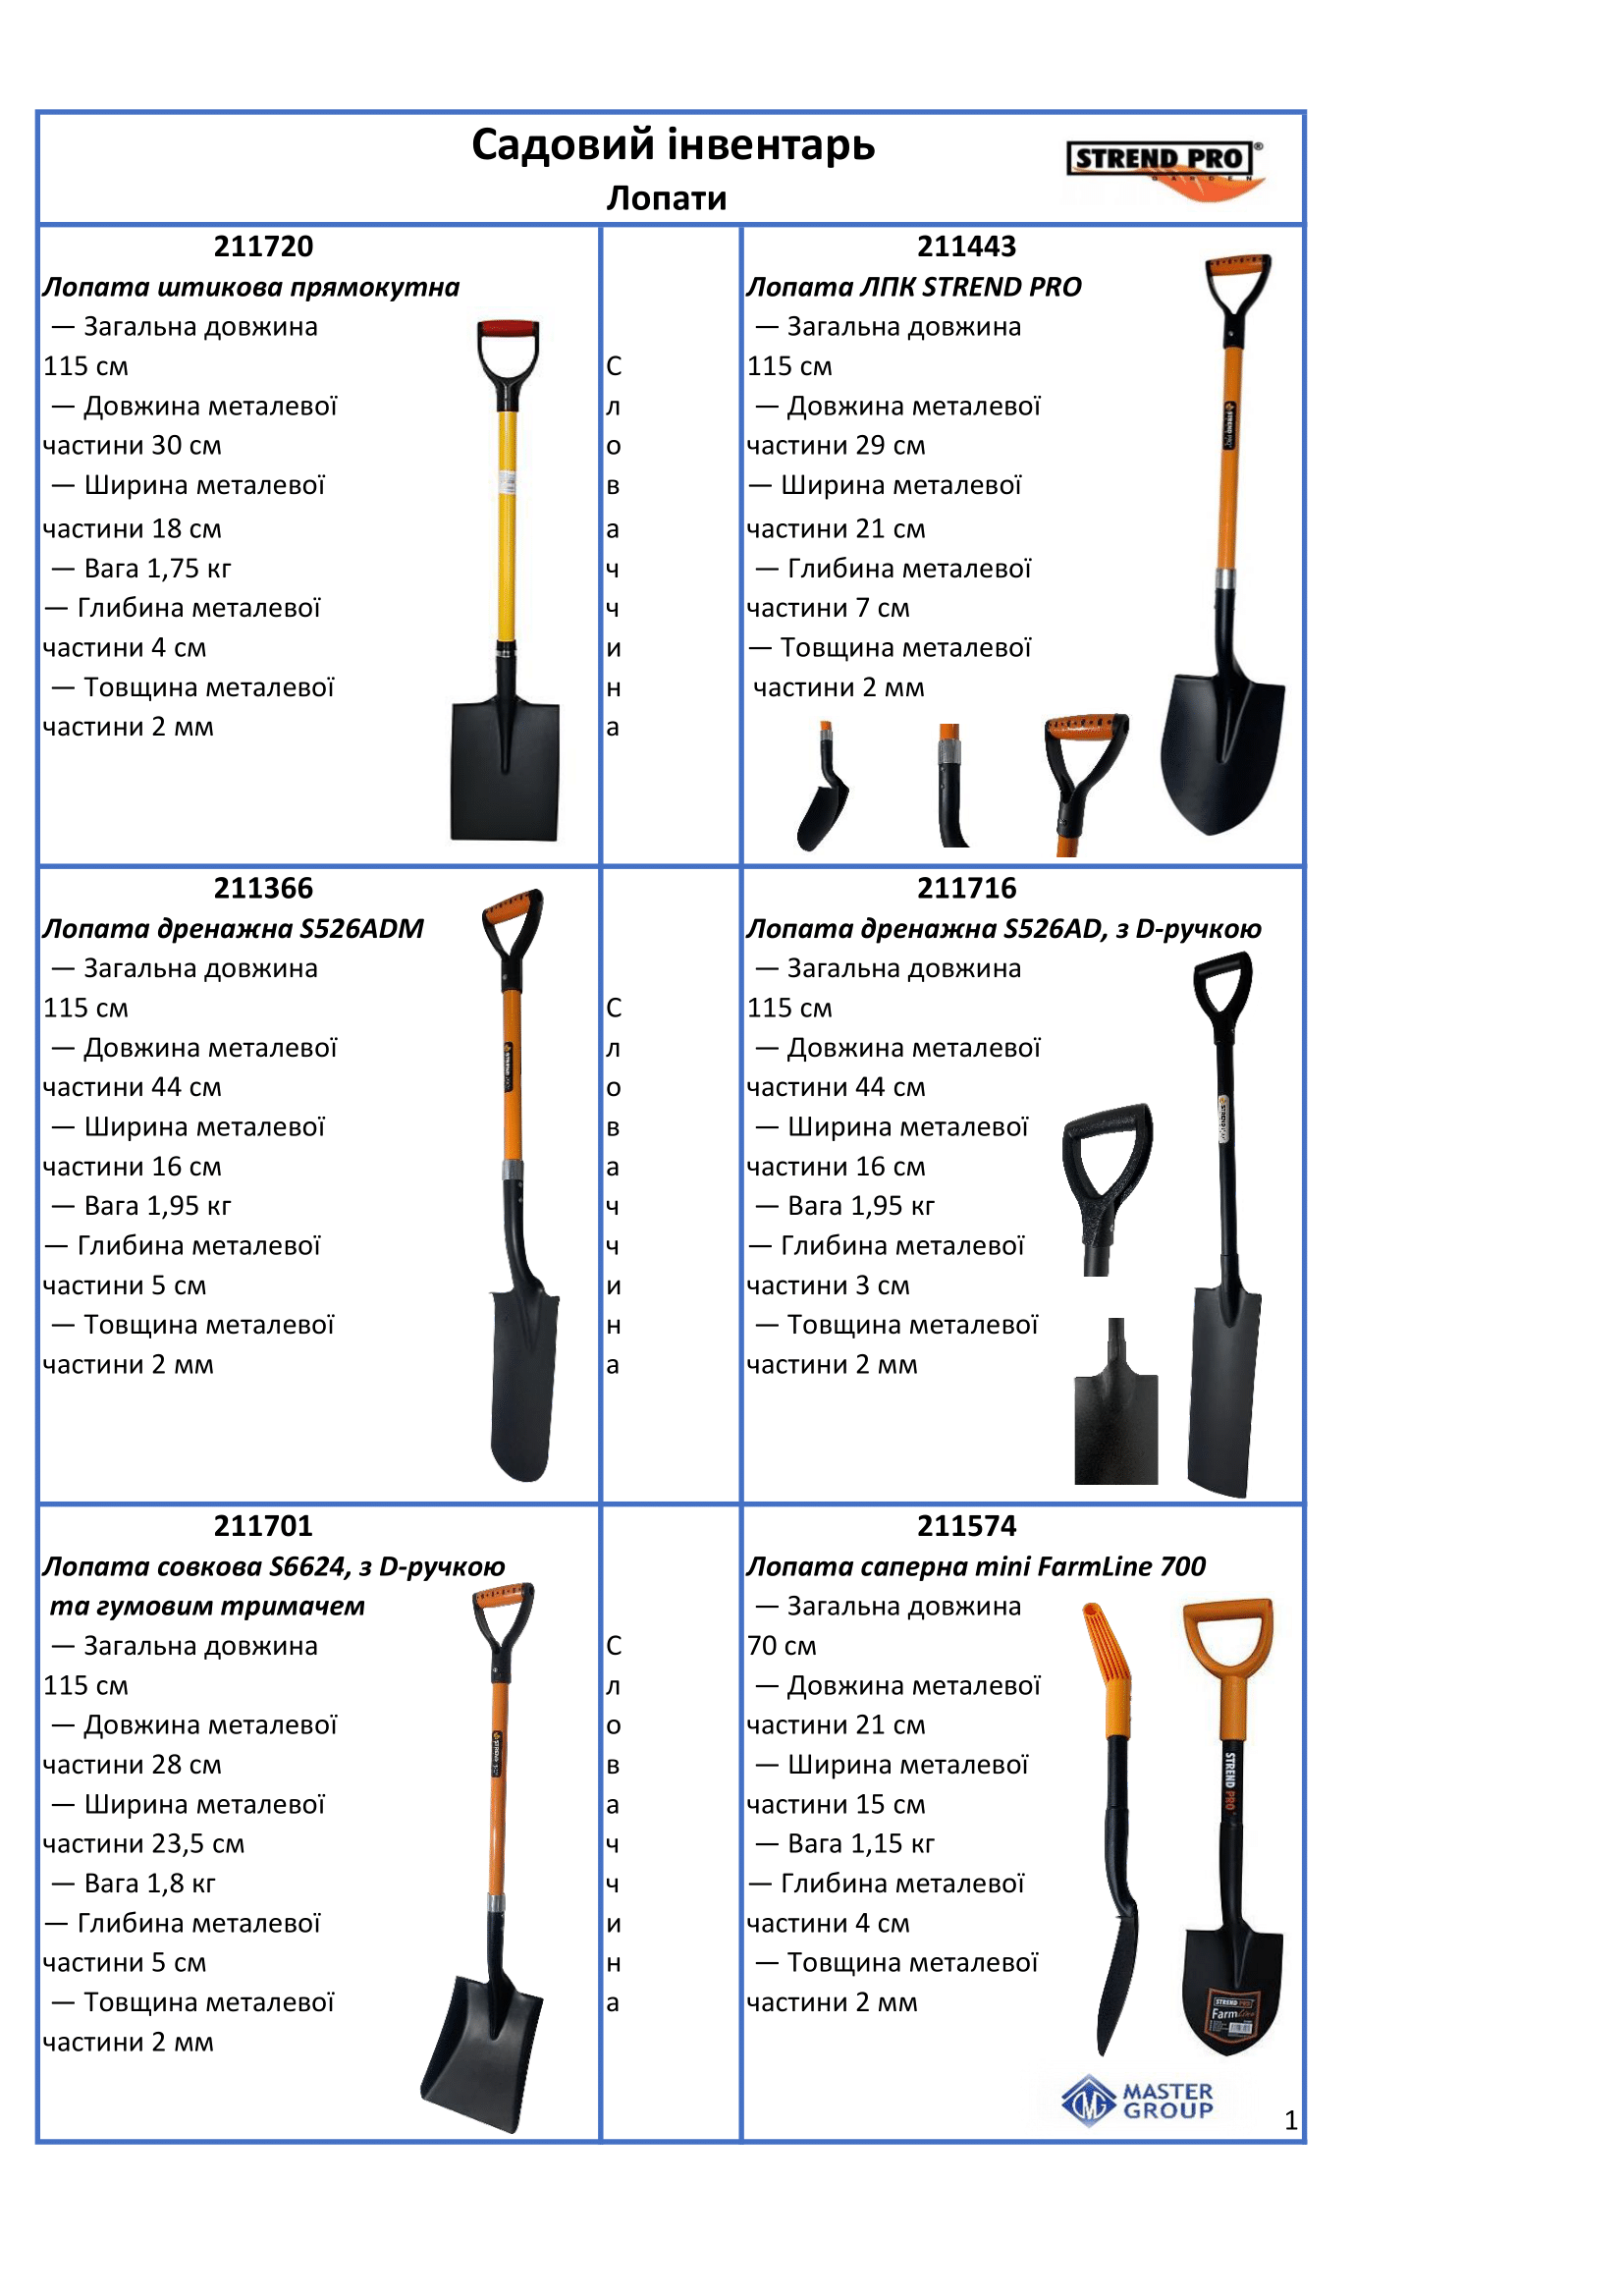 Садовий інвентарь
Лопати
STREND PRO®
GARDEN
211720
Лопата штикова прямокутна
— Загальна довжина
115 см
— Довжина металевої
частини 30 см
— Ширина металевої
частини 18 см
— Вага 1,75 кг
— Глибина металевої
частини 4 см
— Товщина металевої
частини 2 мм
С
л
о
в
а
ч
ч
и
н
а
211443
Лопата ЛПК STREND PRO
— Загальна довжина
115 см
— Довжина металевої
частини 29 см
— Ширина металевої
частини 21 см
— Глибина металевої
частини 7 см
— Товщина металевої
частини 2 мм
211366
Лопата дренажна S526ADM
— Загальна довжина
115 см
— Довжина металевої
частини 44 см
— Ширина металевої
частини 16 см
— Вага 1,95 кг
— Глибина металевої
частини 5 см
— Товщина металевої
частини 2 мм
С
л
о
в
а
ч
ч
и
н
а
211716
Лопата дренажна S526AD, з D-ручкою
— Загальна довжина
115 см
— Довжина металевої
частини 44 см
— Ширина металевої
частини 16 см
— Вага 1,95 кг
— Глибина металевої
частини 3 см
— Товщина металевої
частини 2 мм
211701
Лопата совкова S6624, з D-ручкою
та гумовим тримачем
— Загальна довжина
115 см
— Довжина металевої
частини 28 см
— Ширина металевої
частини 23,5 см
— Вага 1,8 кг
— Глибина металевої
частини 5 см
— Товщина металевої
частини 2 мм
С
л
о
в
а
ч
ч
и
н
а
211574
Лопата саперна mini FarmLine 700
— Загальна довжина
70 см
— Довжина металевої
частини 21 см
— Ширина металевої
частини 15 см
— Вага 1,15 кг
— Глибина металевої
частини 4 см
— Товщина металевої
частини 2 мм
STREND PRO
STREND PRO
Farm Line
MASTER
GROUP
1